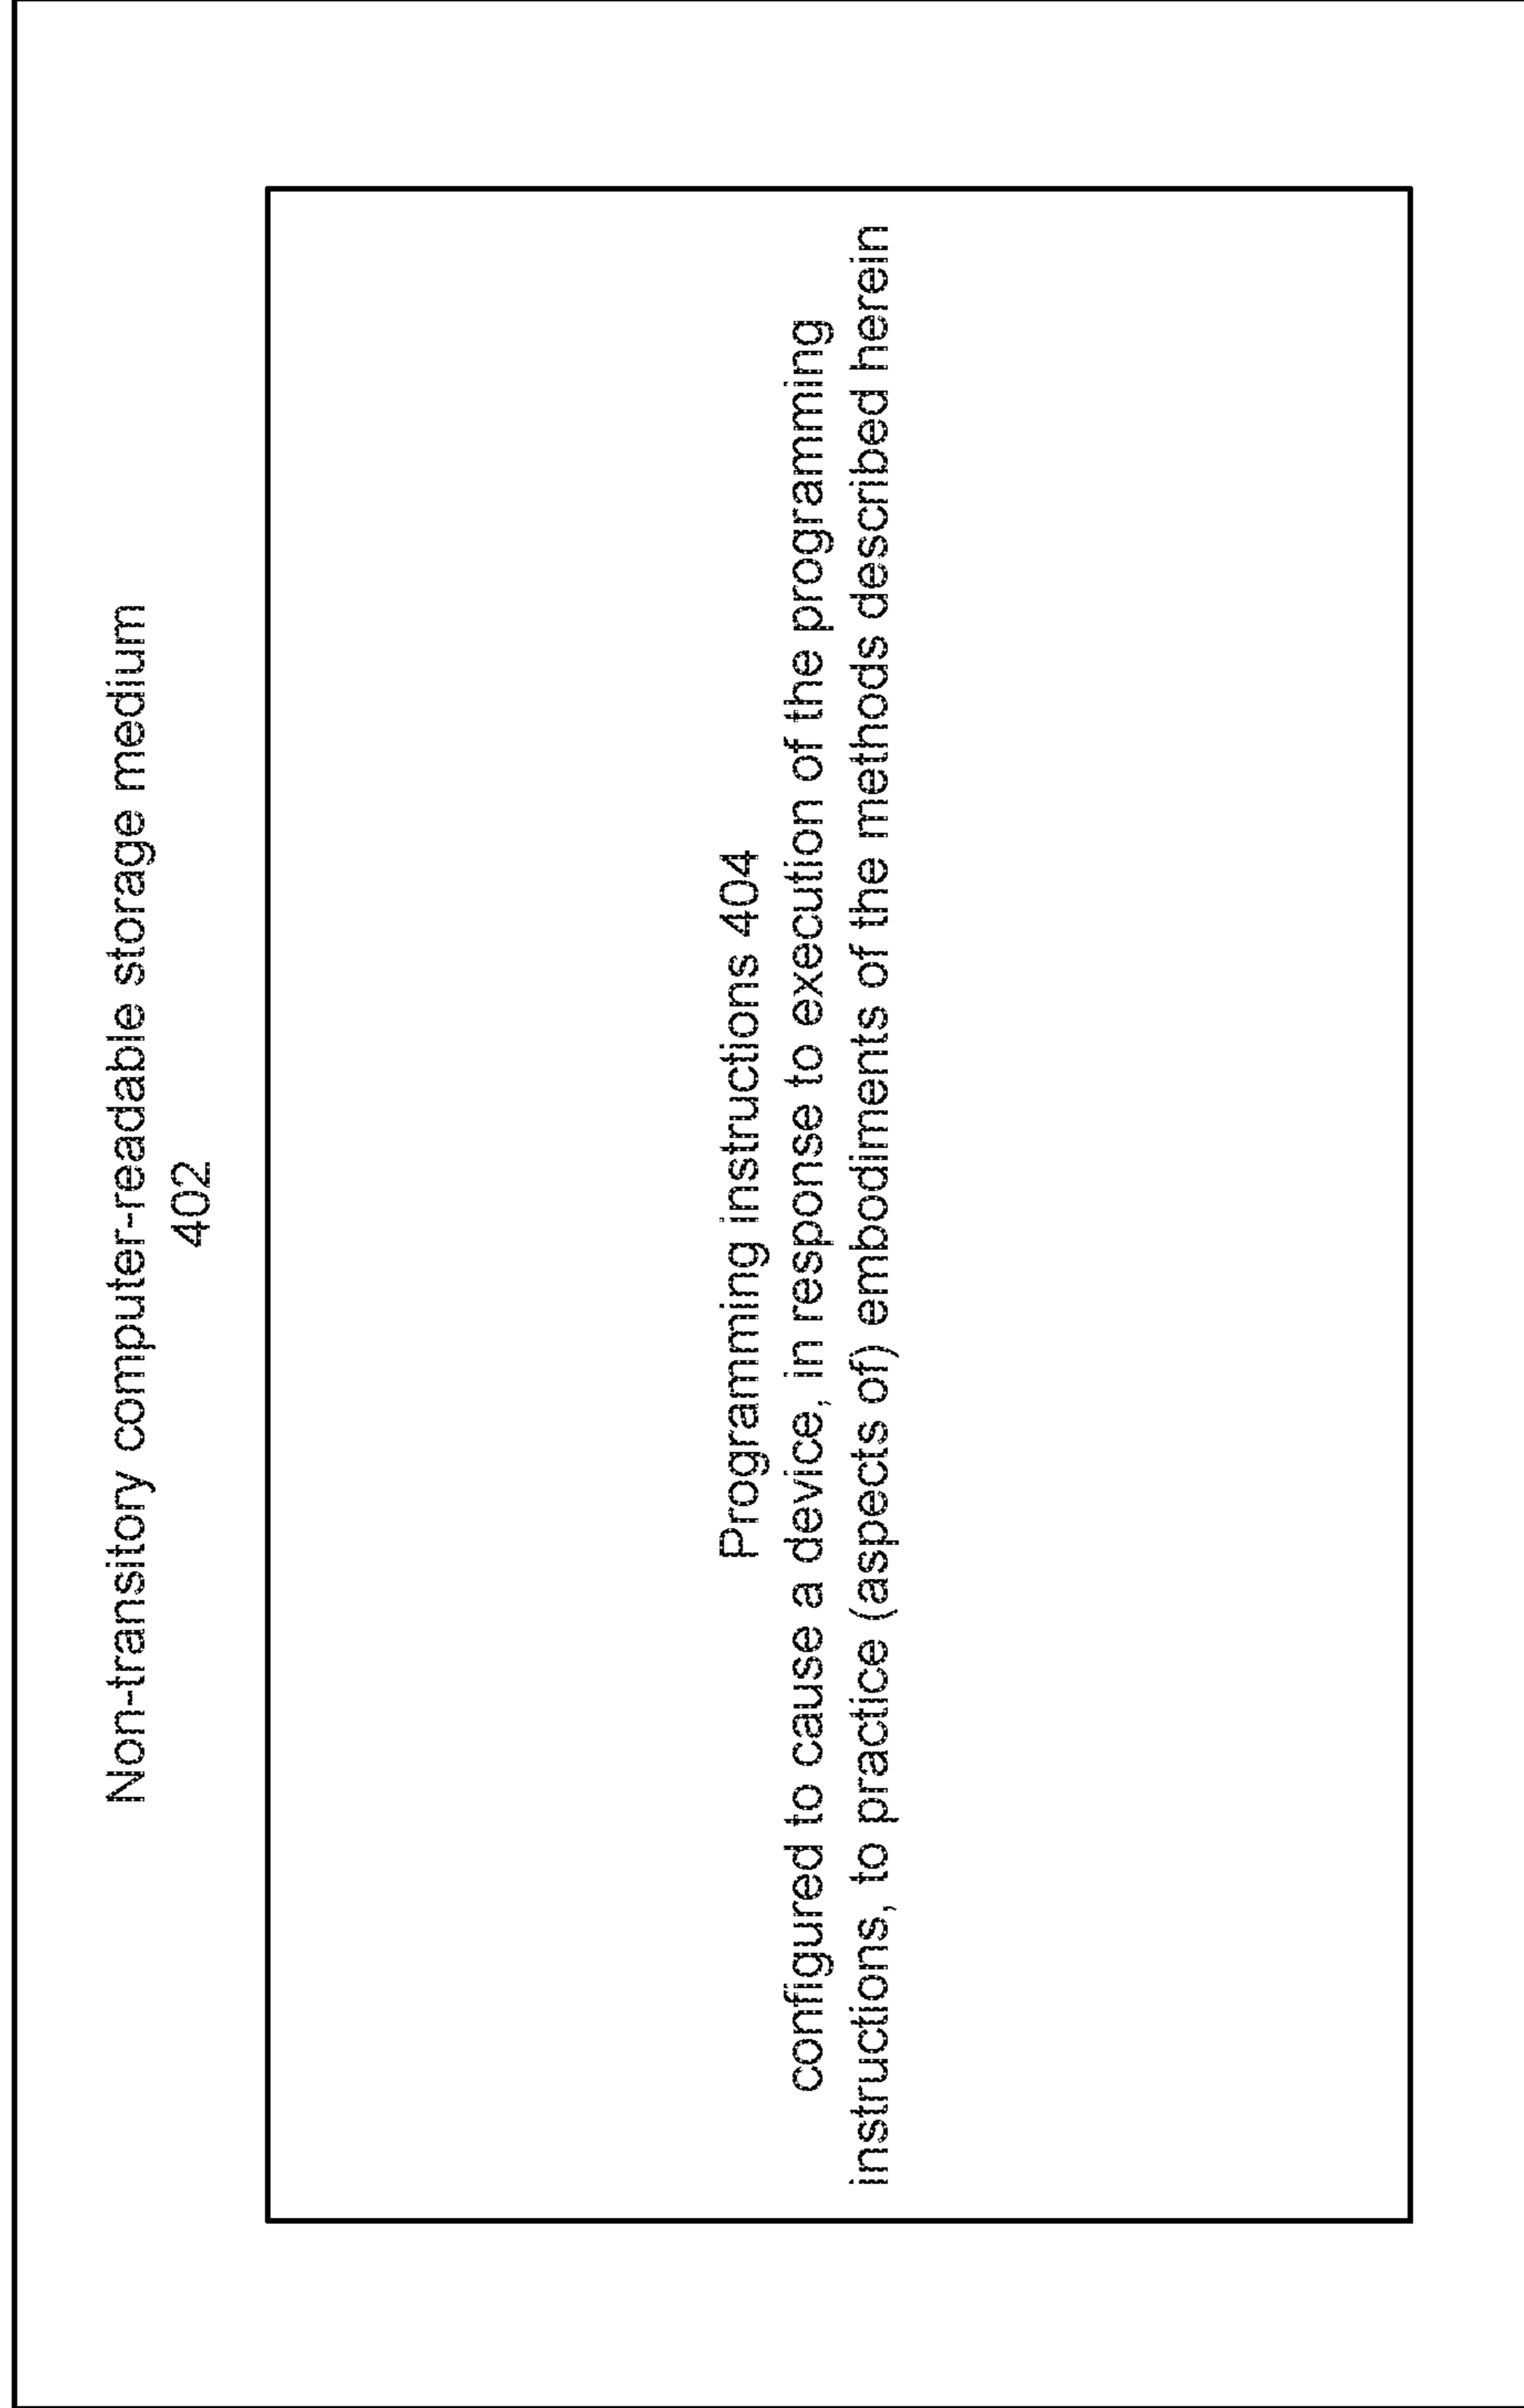 Non-transitory computer-readable storage medium
402
Programming instructions 404
configured to cause a device, in response to execution of the programming
instructions, to practice (aspects of) embodiments of the methods described herein